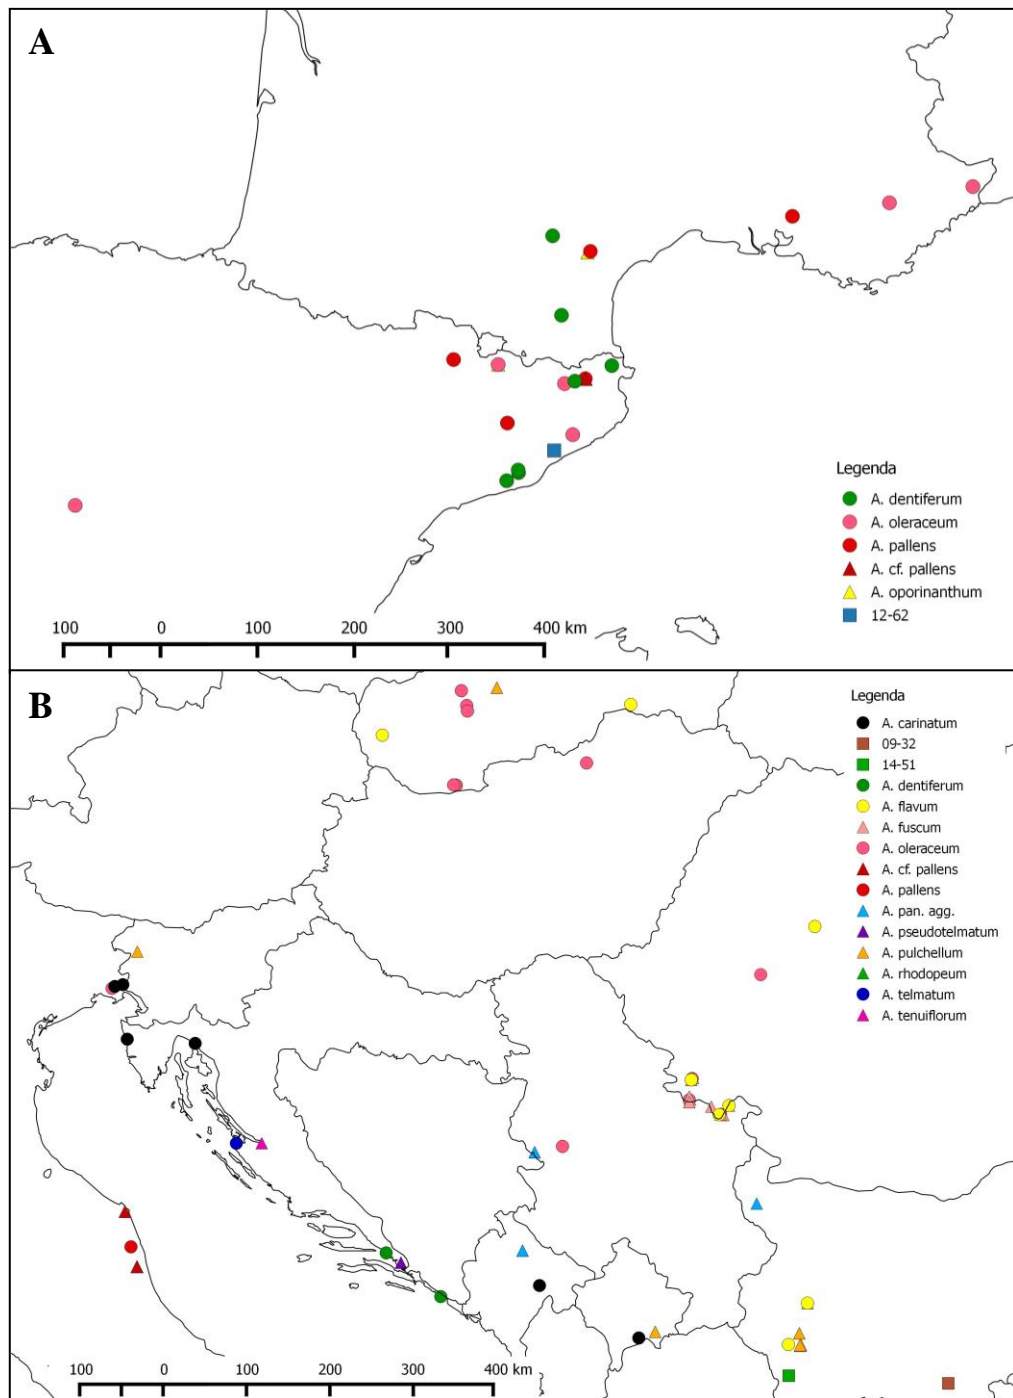 A
Legenda
A. dentiferum
A. oleraceum
A. pallens
A. cf. pallens
A. oporinanthum
12-62
100 0 100 200 300 400 km
B
Legenda
A. carinatum
09-32
14-51
A. dentiferum
A. flavum
A. fuscum
A. oleraceum
A. cf. pallens
A. pallens
A. pan. agg.
A. pseudotelmatum
A. pulchellum
A. rhodopeum
A. telmatum
A. tenuiflorum
100 0 100 200 300 400 km